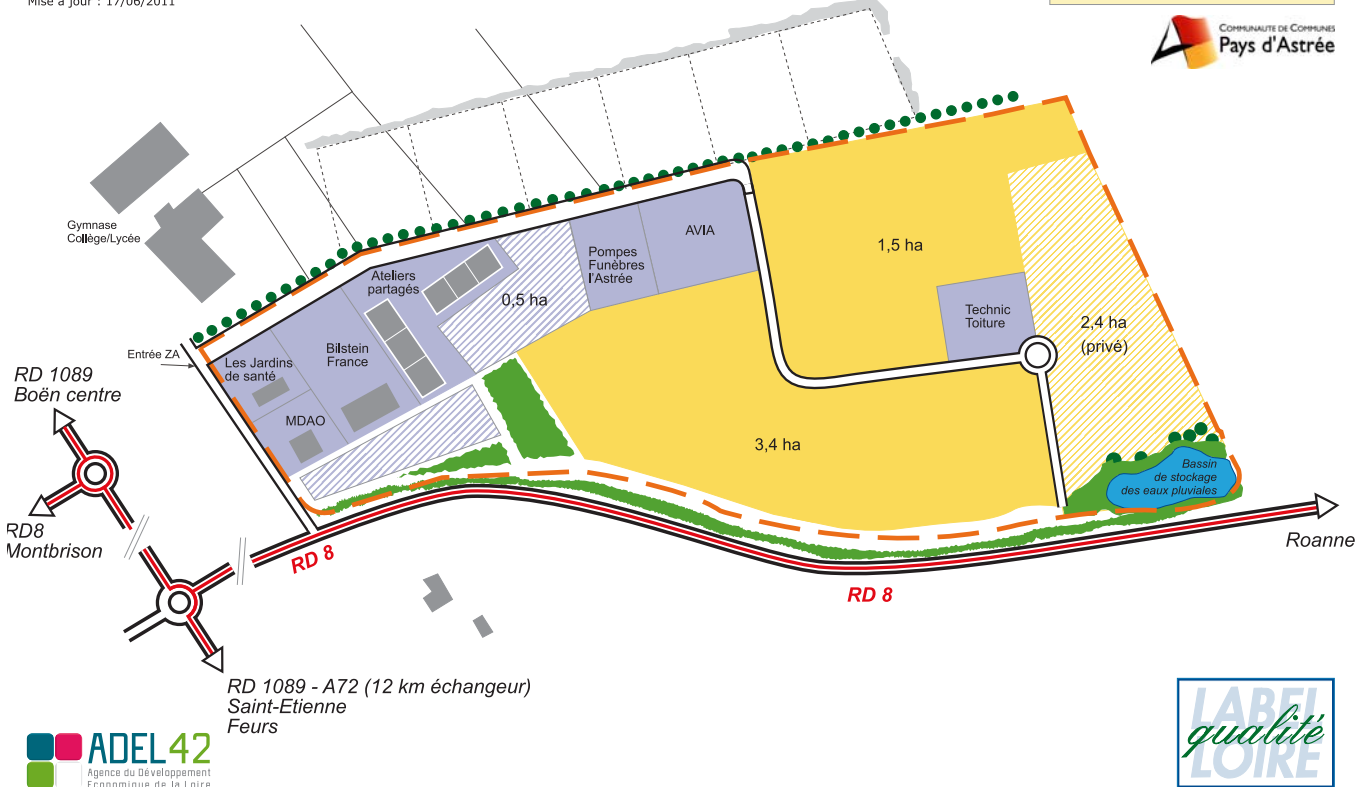 Mise à jour : 17/06/2011
COMMUNAUTE DE COMMUNES
Pays d'Astrée
Gymnase
Collège/Lycée
Entrée ZA
Les Jardins
de santé
MDAO
Bilstein
France
Ateliers
partagés
0,5 ha
Pompes
Funèbres
l'Astrée
AVIA
1,5 ha
Technic
Toiture
2,4 ha
(privé)
3,4 ha
Bassin
de stockage
des eaux pluviales
RD 1089
Boën centre
RD8
Montbrison
RD 8
RD 8
Roanne
RD 1089 - A72 (12 km échangeur)
Saint-Etienne
Feurs
ADEL42
Agence du Développement
Economique de la Loire
LABEL
qualité
LOIRE